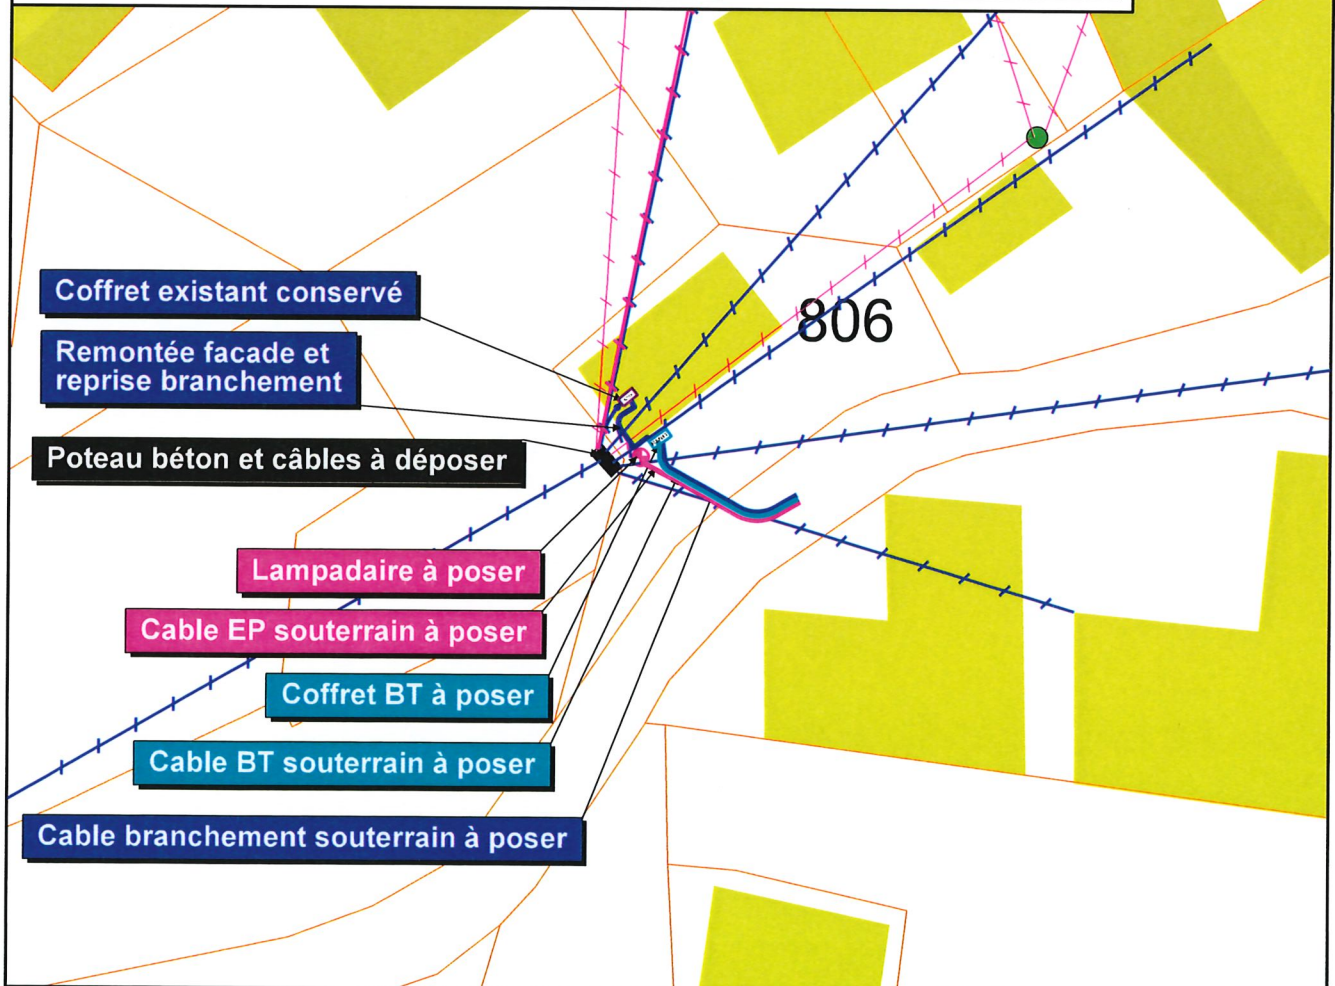 806
Coffret existant conservé
Remontée facade et
reprise branchement
Poteau béton et câbles à déposer
Lampadaire à poser
Cable EP souterrain à poser
Coffret BT à poser
Cable BT souterrain à poser
Cable branchement souterrain à poser